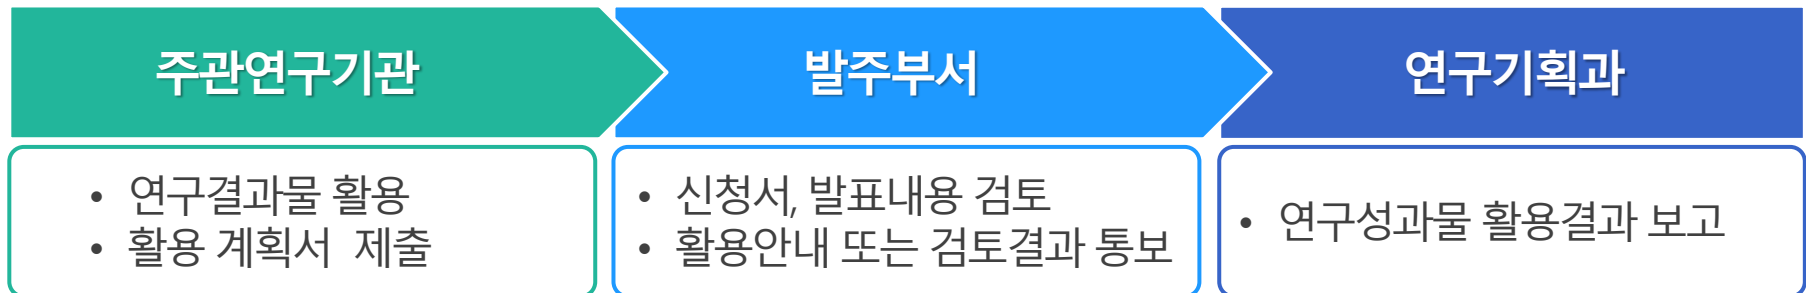 주관연구기관
• 연구결과물 활용
• 활용 계획서 제출
발주부서
• 신청서, 발표내용 검토
• 활용안내 또는 검토결과 통보
연구기획과
• 연구성과물 활용결과 보고